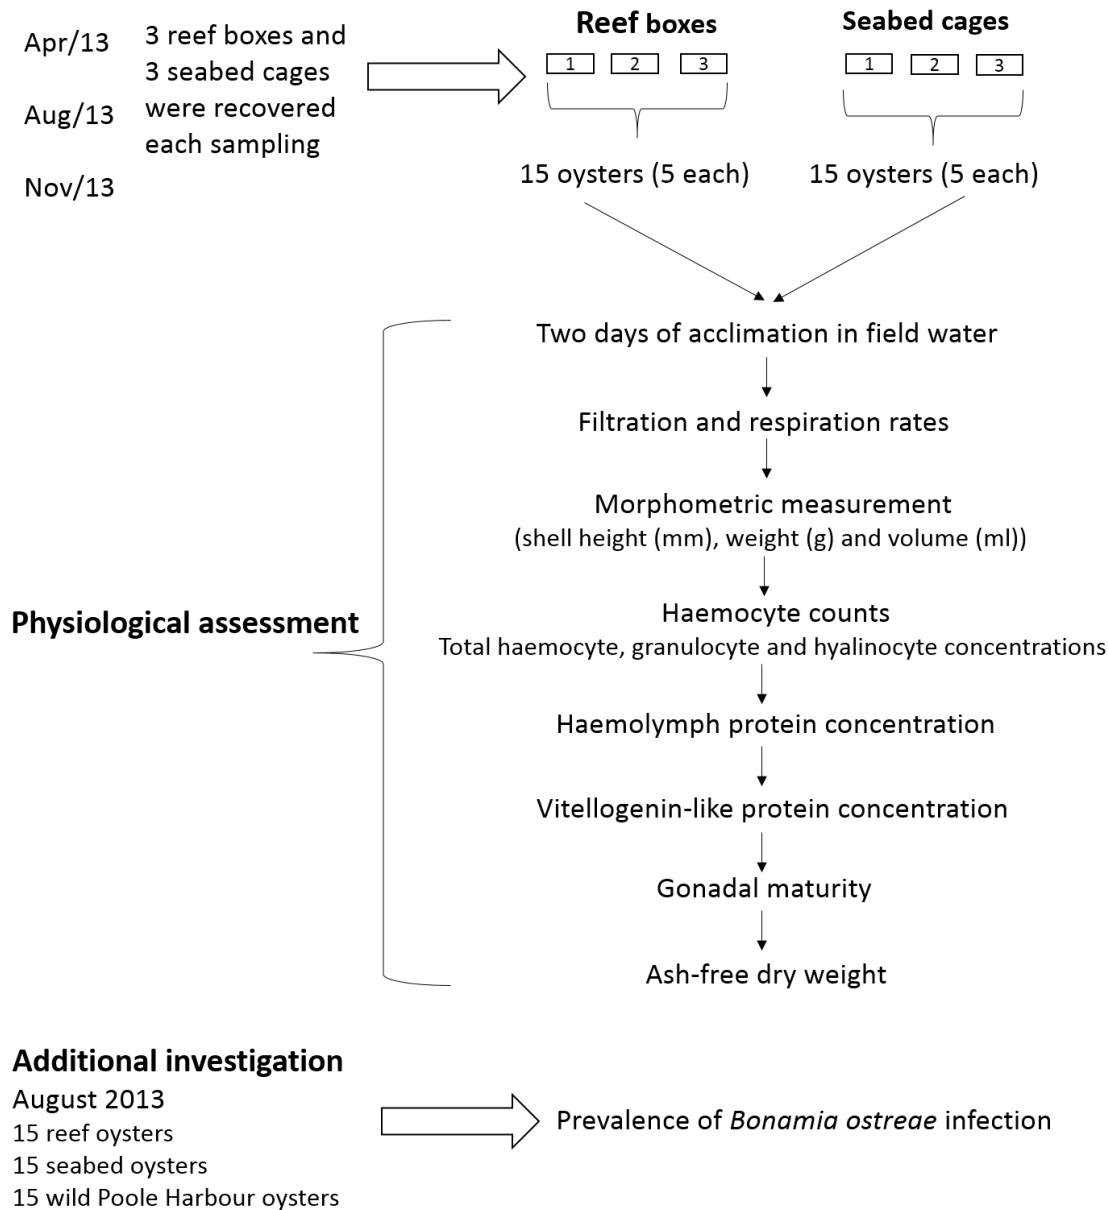 Apr/13
Aug/13
Nov/13
3 reef boxes and
3 seabed cages
were recovered
each sampling
Reef boxes
1 2 3
15 oysters (5 each)
Seabed cages
1 2 3
15 oysters (5 each)
Physiological assessment
Two days of acclimation in field water
Filtration and respiration rates
Morphometric measurement
(shell height (mm), weight (g) and volume (ml))
Haemocyte counts
Total haemocyte, granulocyte and hyalinocyte concentrations
Haemolymph protein concentration
Vitellogenin-like protein concentration
Gonadal maturity
Ash-free dry weight
Additional investigation
August 2013
15 reef oysters
15 seabed oysters
15 wild Poole Harbour oysters
Prevalence of Bonamia ostreae infection